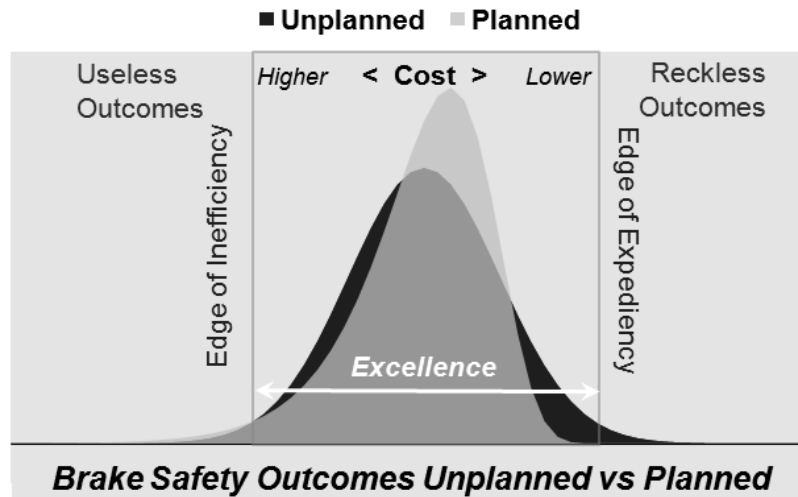 Unplanned Planned
Useless Outcomes
Higher < Cost > Lower
Reckless Outcomes
Edge of Inefficiency
Edge of Expediency
Excellence
Brake Safety Outcomes Unplanned vs Planned